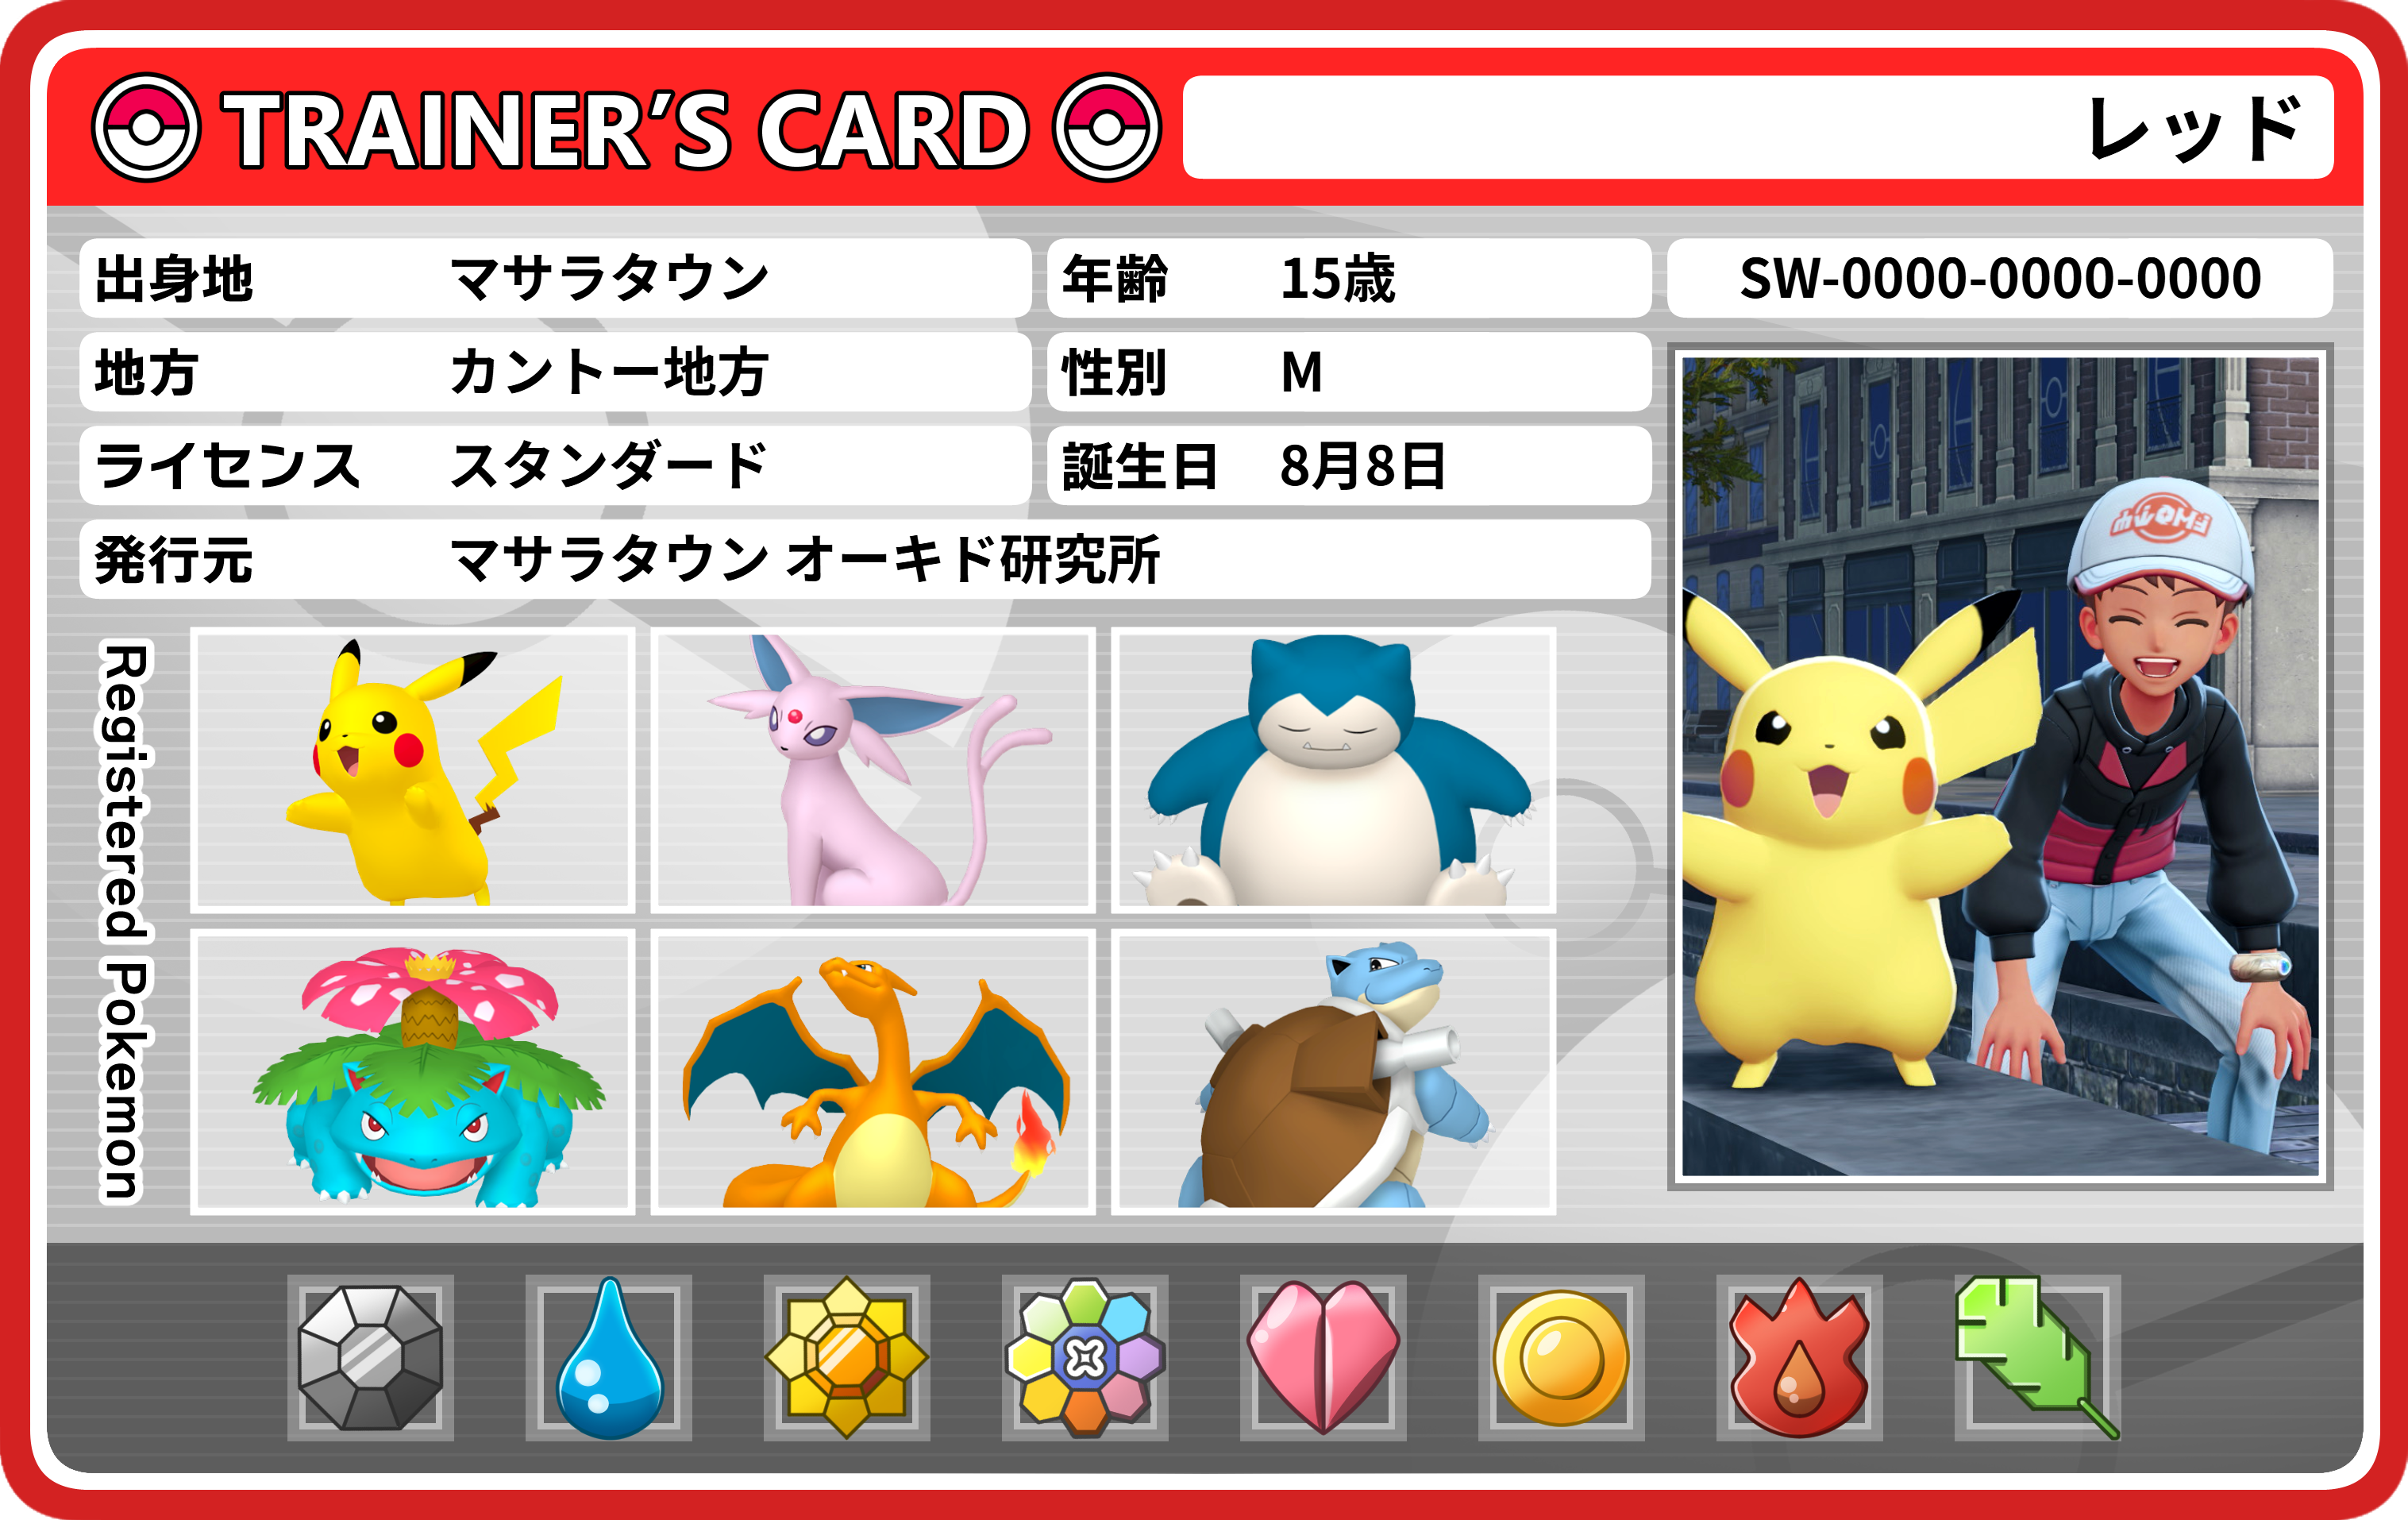 TRAINER'S CARD
レッド
出身地 マサラタウン
年齢 15歳
SW-0000-0000-0000
地方 カントー地方
性別 M
ライセンス スタンダード
誕生日 8月8日
発行元 マサラタウン オーキド研究所
Registered Pokemon